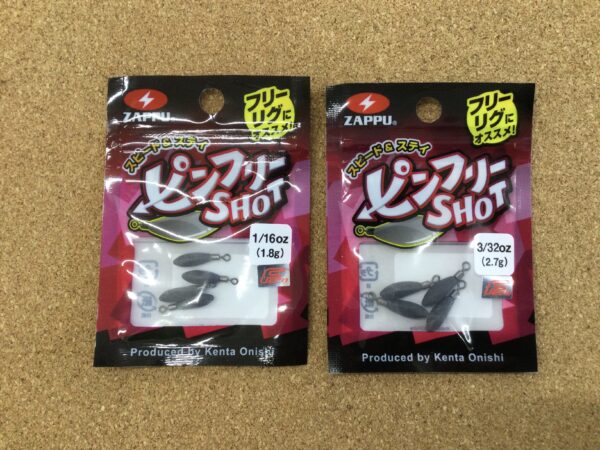 ZAPPU
フリー
リグに
オススメ!
スピード&ステイ
ピンフリー
SHOT
1/16oz
(1.8g)
Produced by Kenta Onishi
ZAPPU
フリー
リグに
オススメ!
スピード&ステイ
ピンフリー
SHOT
3/32oz
(2.7g)
Produced by Kenta Onishi